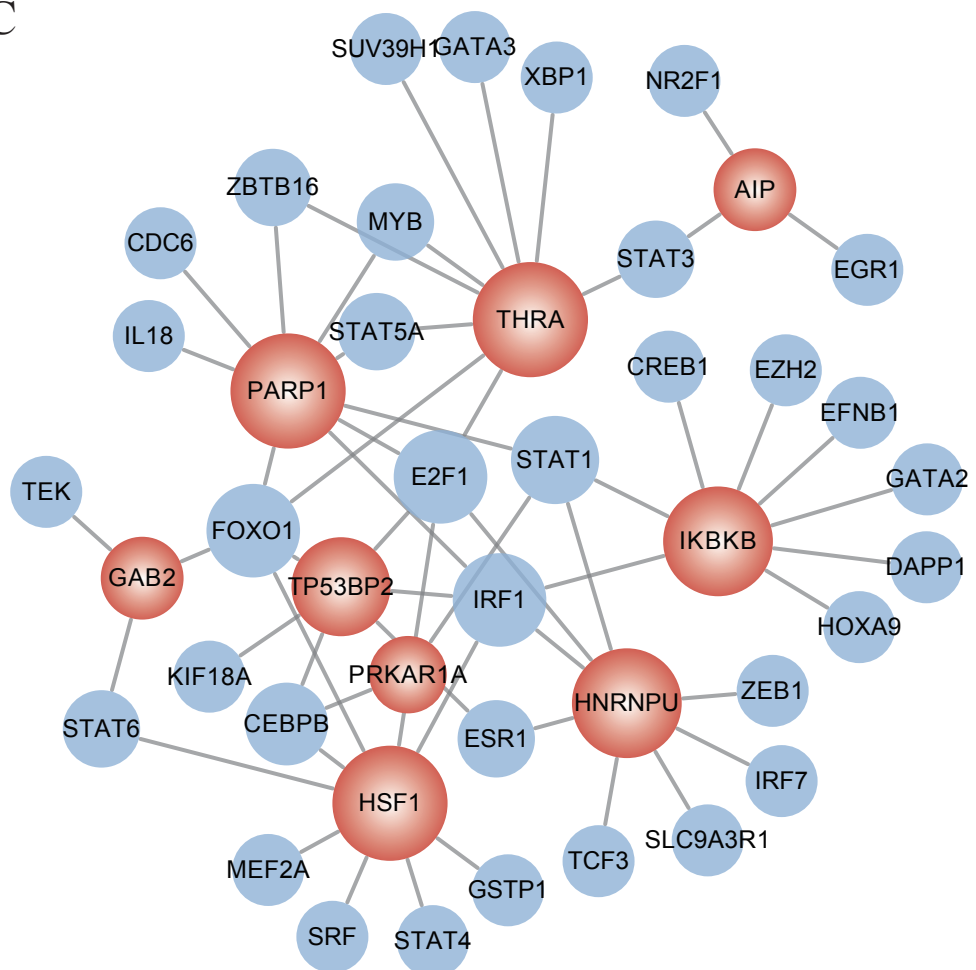 C
SUV39H1
GATA3
XBP1
NR2F1
ZBTB16
AIP
MYB
CDC6
STAT3
EGR1
THRA
STAT5A
IL18
CREB1
EZH2
PARP1
EFNB1
STAT1
E2F1
GATA2
TEK
FOXO1
IKBKB
DAPP1
GAB2
TP53BP2
IRF1
HOXA9
KIF18A
PRKAR1A
ZEB1
HNRNPU
CEBPB
STAT6
ESR1
IRF7
HSF1
SLC9A3R1
TCF3
MEF2A
GSTP1
SRF
STAT4